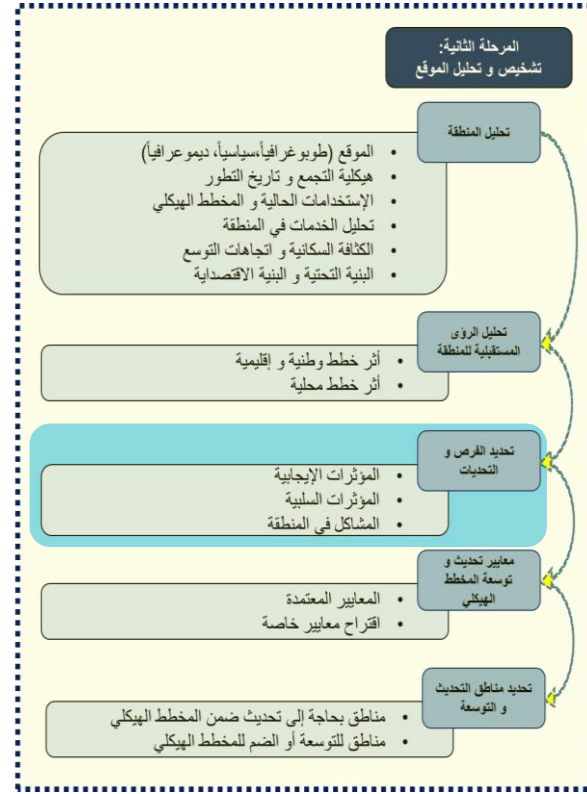 المرحلة الثانية:
تشخيص و تحليل الموقع
تحليل المنطقة
• الموقع (طوبوغرافياً،سياسياً، ديموعرافياً)
• هيكلية التجمع و تاريخ التطور
• الإستخدامات الحالية و المخطط الهيكلي
• تحليل الخدمات في المنطقة
• الكثافة السكانية و اتجاهات التوسع
• البنية التحتية و البنية الاقتصداية
تحليل الرؤى
المستقبلية للمنطقة
• أثر خطط وطنية و إقليمية
• أثر خطط محلية
تحديد الفرص و
التحديات
• المؤثرات الإيجابية
• المؤثرات السلبية
• المشاكل في المنطقة
معايير تحديث و
توسعة المخطط
الهيكلي
• المعايير المعتمدة
• اقتراح معايير خاصة
تحديد مناطق التحديث
و التوسعة
• مناطق بحاجة إلى تحديث ضمن المخطط الهيكلي
• مناطق للتوسعة أو الضم للمخطط الهيكلي